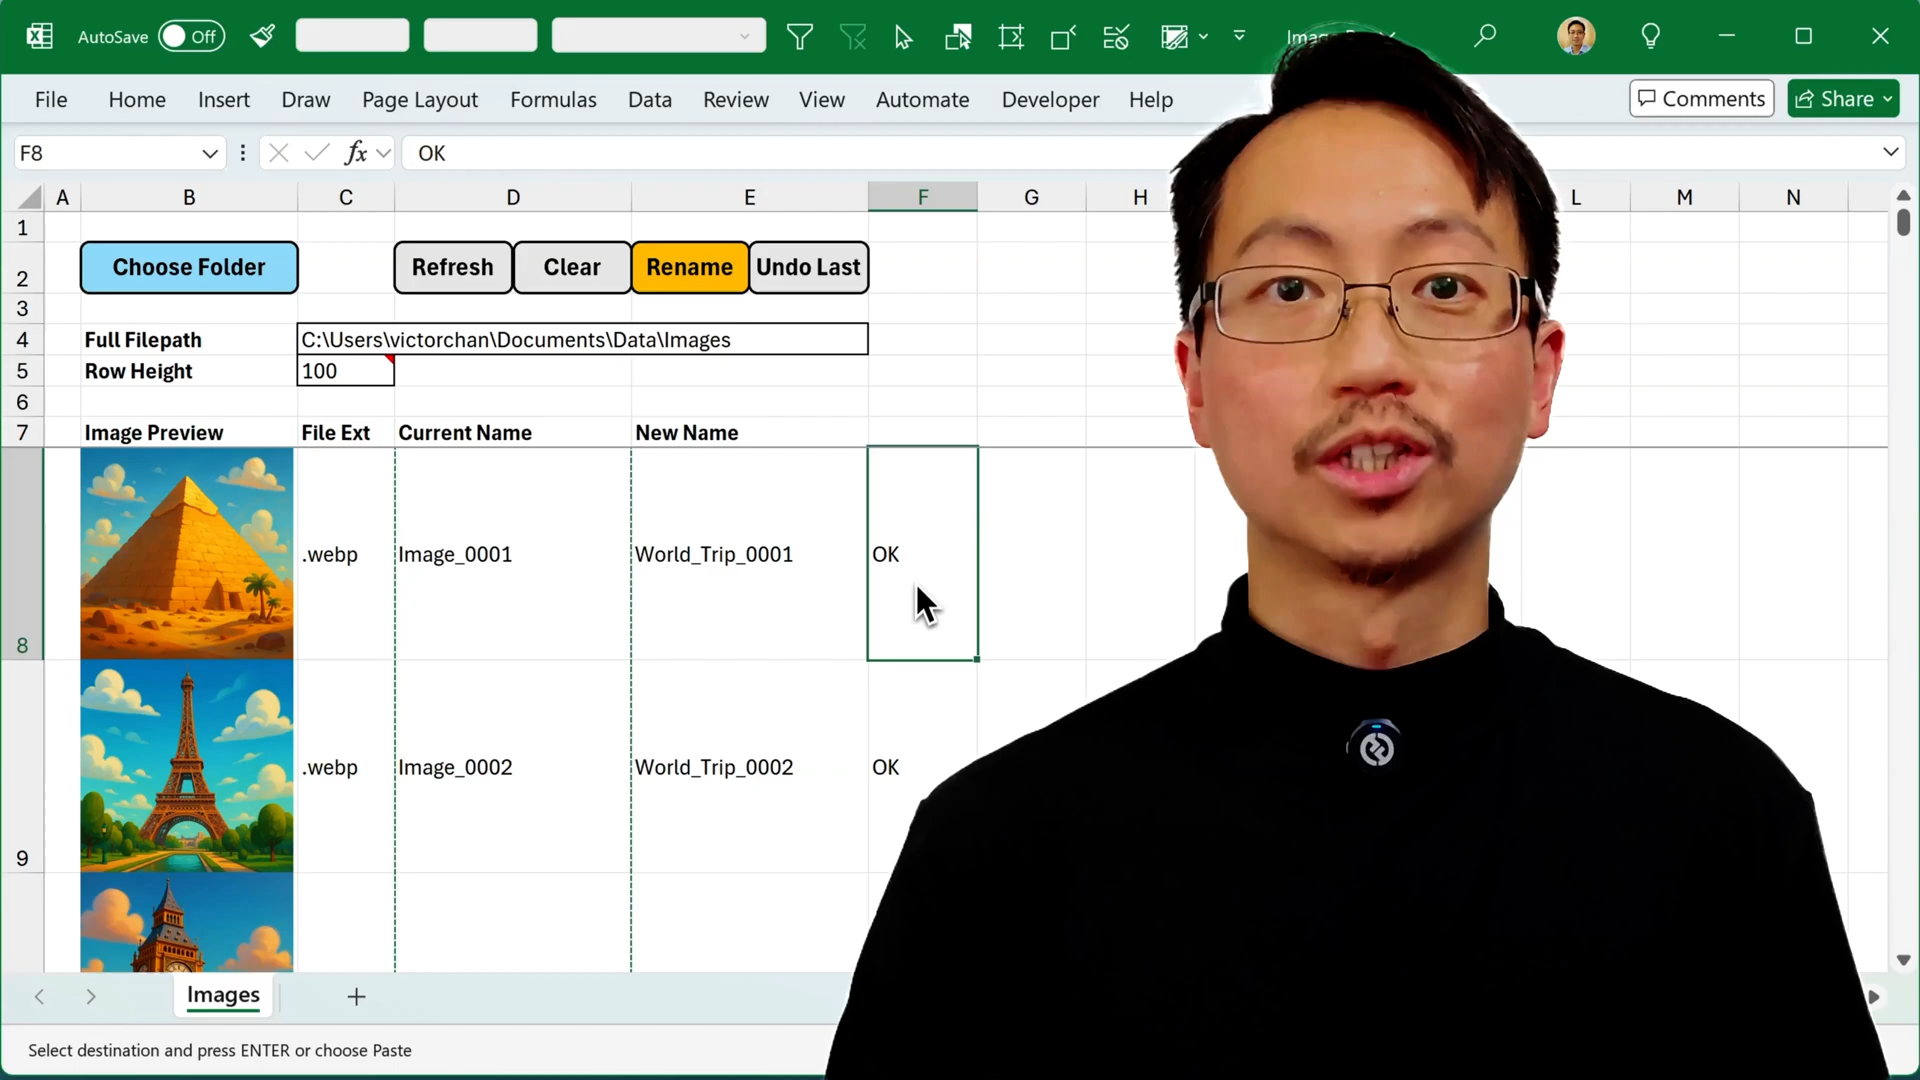 AutoSave Off
File Home Insert Draw Page Layout Formulas Data Review View Automate Developer Help Comments Share
F8 fx OK
A B C D E F G H L M N
1
2 Choose Folder Refresh Clear Rename Undo Last
3
4 Full Filepath C:\Users\victorchan\Documents\Data\Images
5 Row Height 100
6
7 Image Preview File Ext Current Name New Name
8 .webp Image_0001 World_Trip_0001 OK
9 .webp Image_0002 World_Trip_0002 OK
Images
Select destination and press ENTER or choose Paste